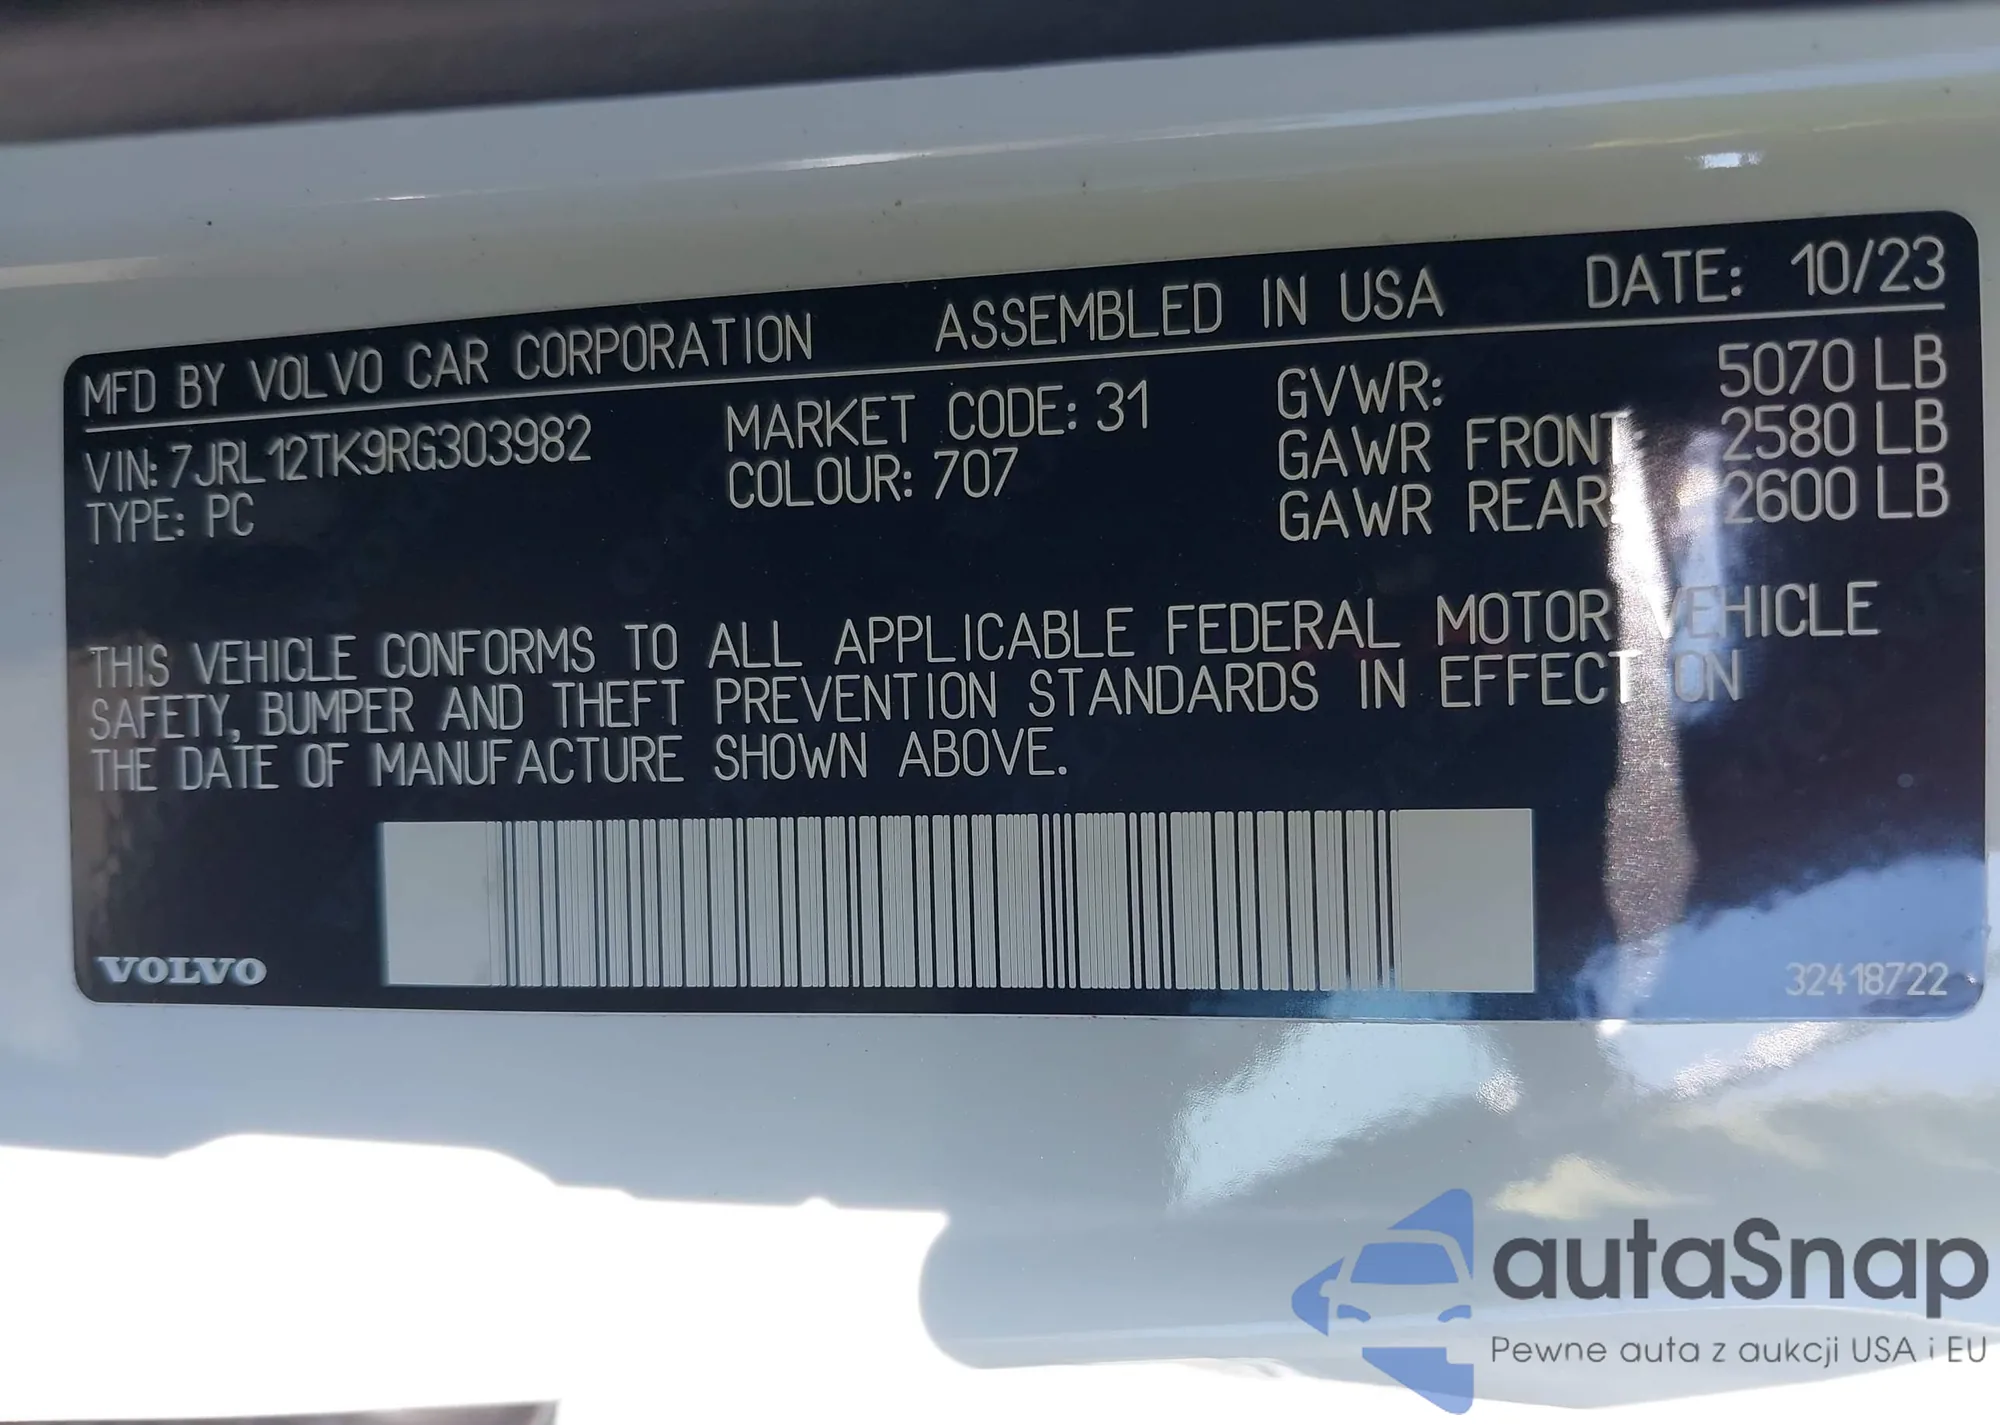 MFD BY VOLVO CAR CORPORATION ASSEMBLED IN USA DATE: 10/23
VIN: 7JRL12TK9RG303982 MARKET CODE: 31 GVWR: 5070 LB
TYPE: PC COLOUR: 707 GAWR FRONT: 2580 LB
GAWR REAR: 2600 LB
THIS VEHICLE CONFORMS TO ALL APPLICABLE FEDERAL MOTOR VEHICLE
SAFETY, BUMPER AND THEFT PREVENTION STANDARDS IN EFFECT ON
THE DATE OF MANUFACTURE SHOWN ABOVE.
VOLVO
32418722
autaSnap
Pewne auta z aukcji USA i EU